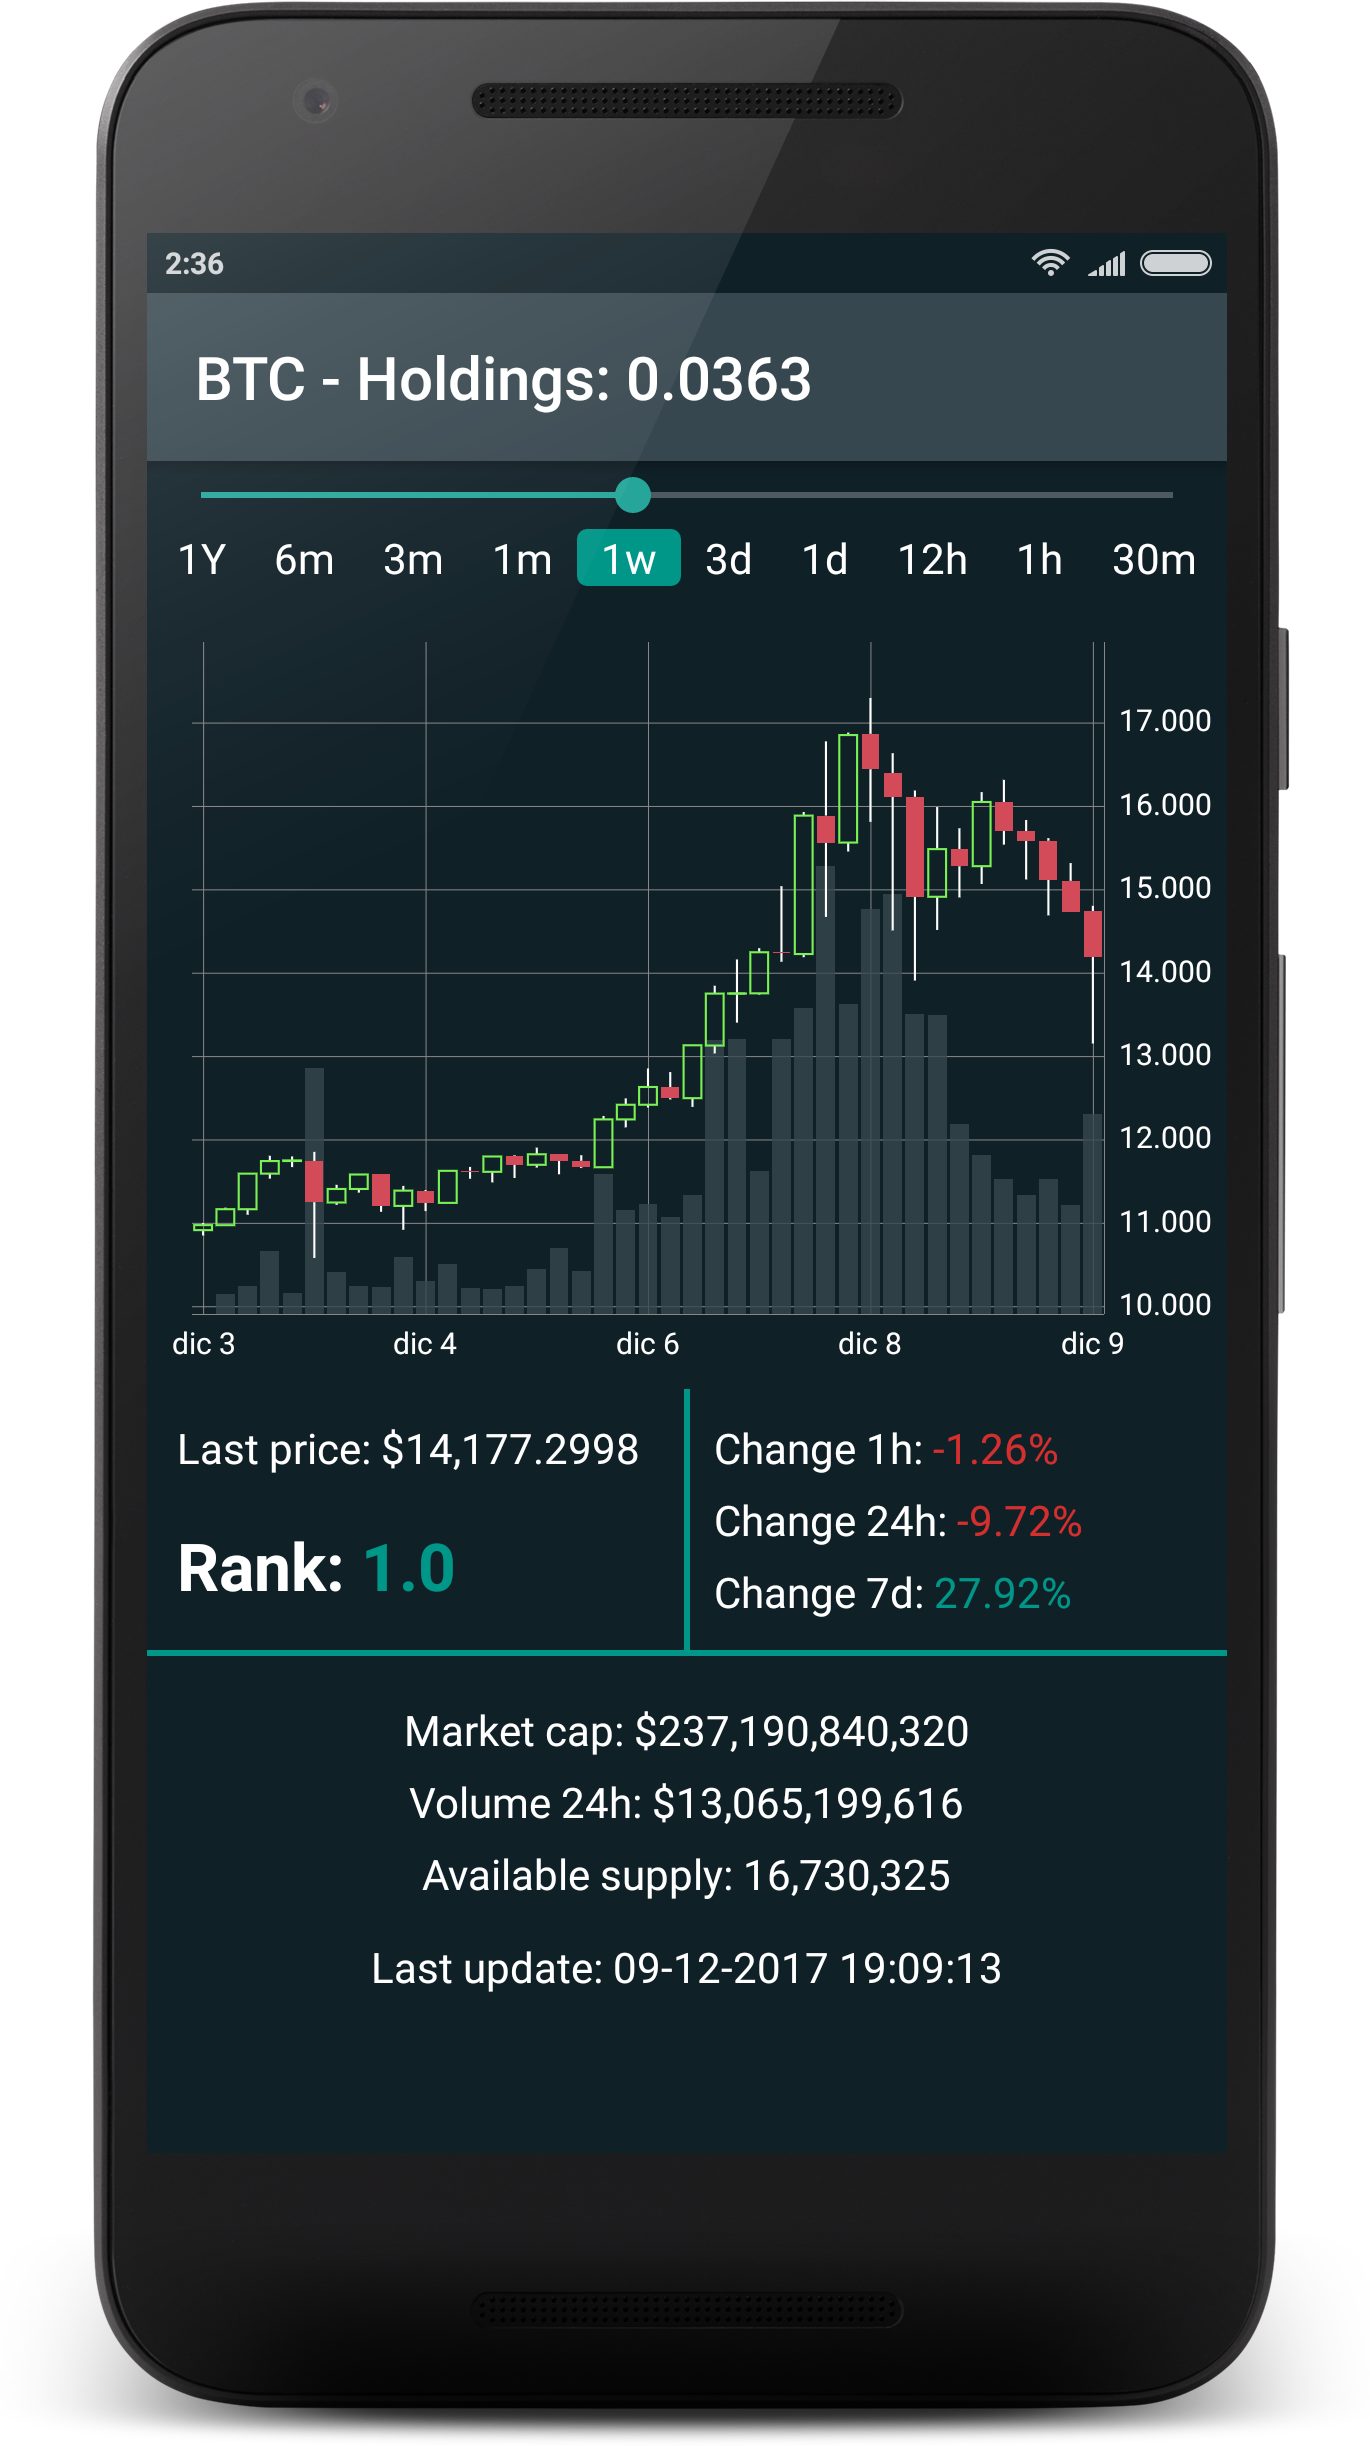 2:36
BTC - Holdings: 0.0363
1Y 6m 3m 1m 1w 3d 1d 12h 1h 30m
17.000
16.000
15.000
14.000
13.000
12.000
11.000
10.000
dic 3 dic 4 dic 6 dic 8 dic 9
Last price: $14,177.2998
Rank: 1.0
Change 1h: -1.26%
Change 24h: -9.72%
Change 7d: 27.92%
Market cap: $237,190,840,320
Volume 24h: $13,065,199,616
Available supply: 16,730,325
Last update: 09-12-2017 19:09:13